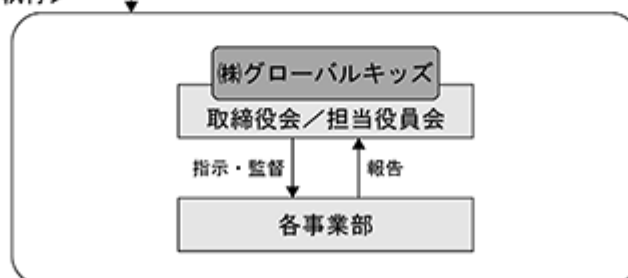 ㈱グローバルキッズ
取締役会／担当役員会
指示・監督
報告
各事業部